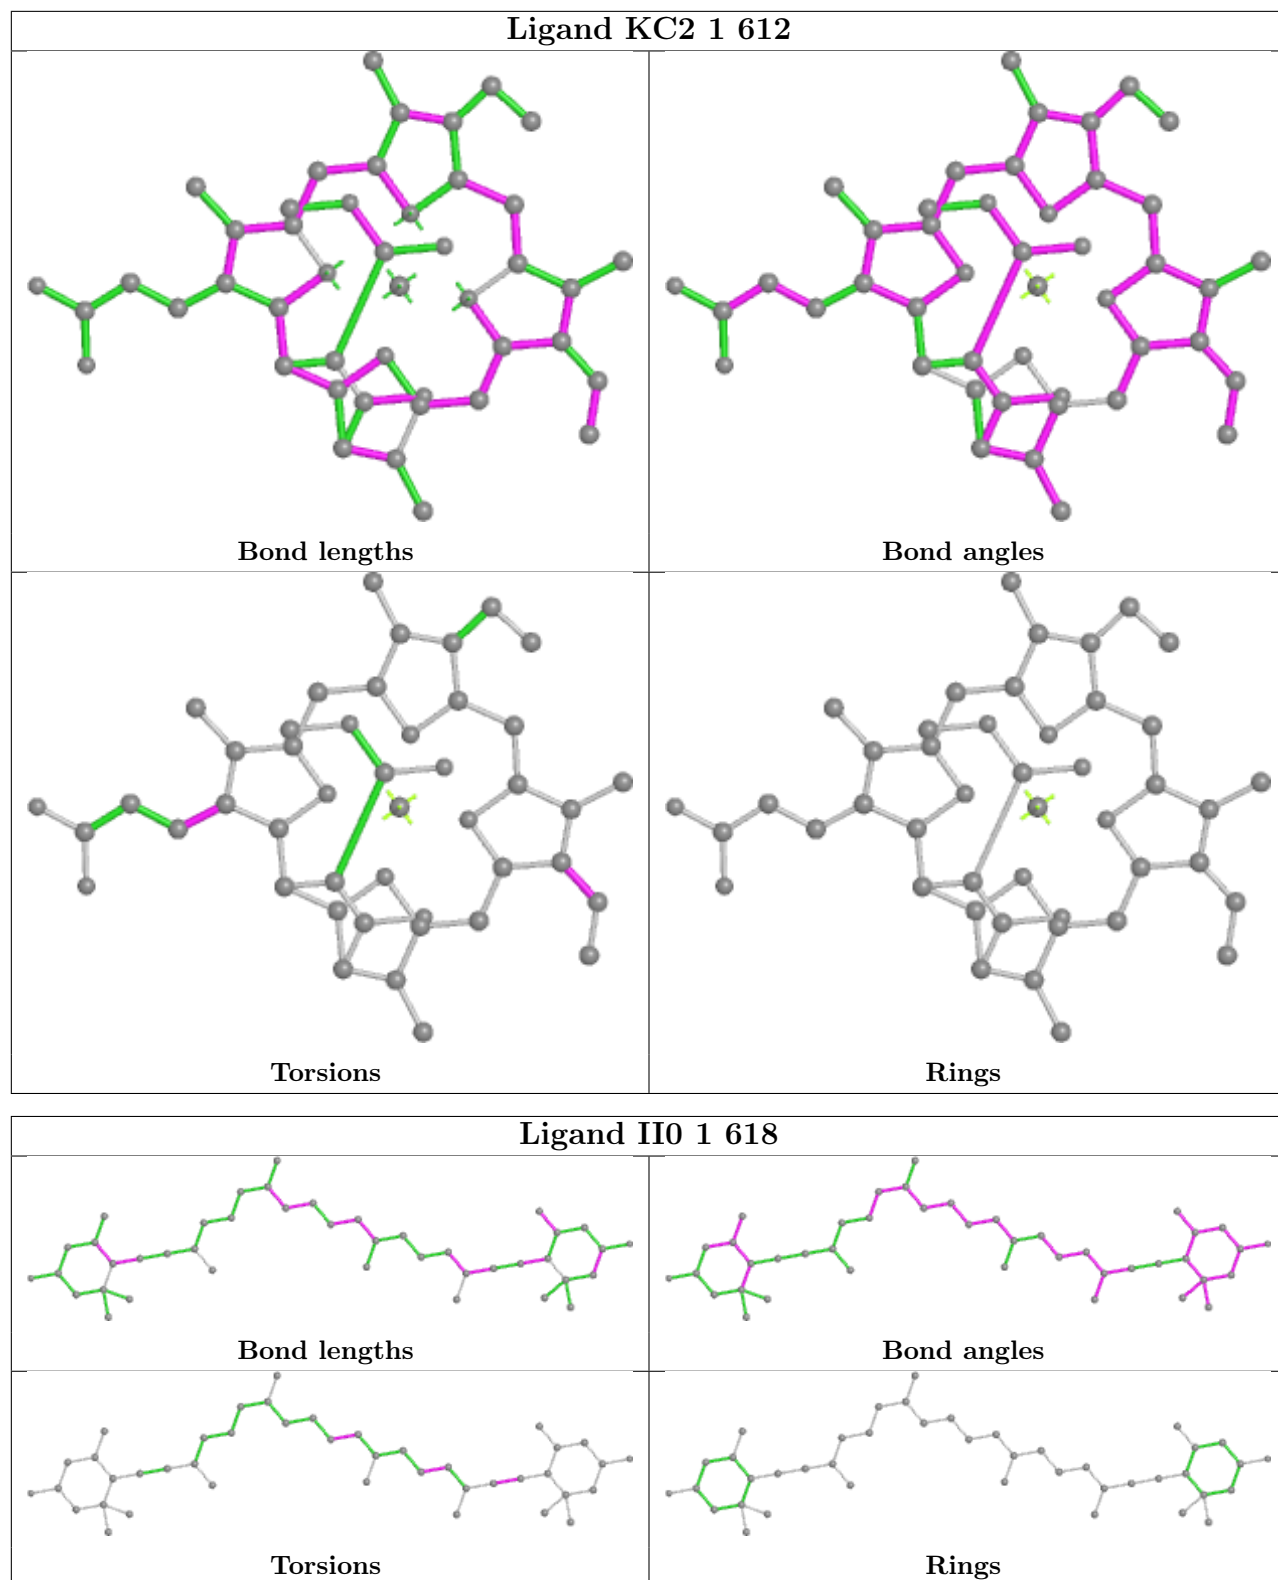 Ligand KC2 1 612
Bond lengths
Bond angles
Torsions
Rings
Ligand II0 1 618
Bond lengths
Bond angles
Torsions
Rings